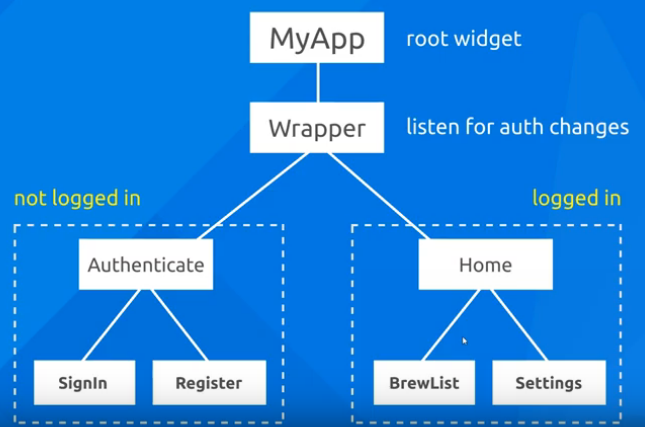 MyApp
root widget
Wrapper
listen for auth changes
not logged in
logged in
Authenticate
Home
SignIn
Register
BrewList
Settings